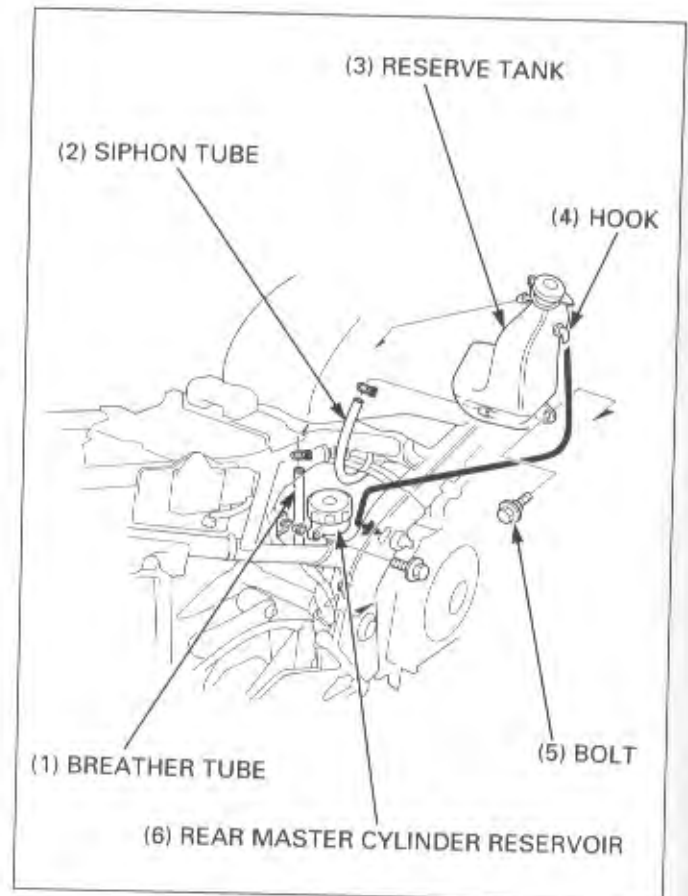 (3) RESERVE TANK
(2) SIPHON TUBE
(4) HOOK
(1) BREATHER TUBE
(5) BOLT
(6) REAR MASTER CYLINDER RESERVOIR